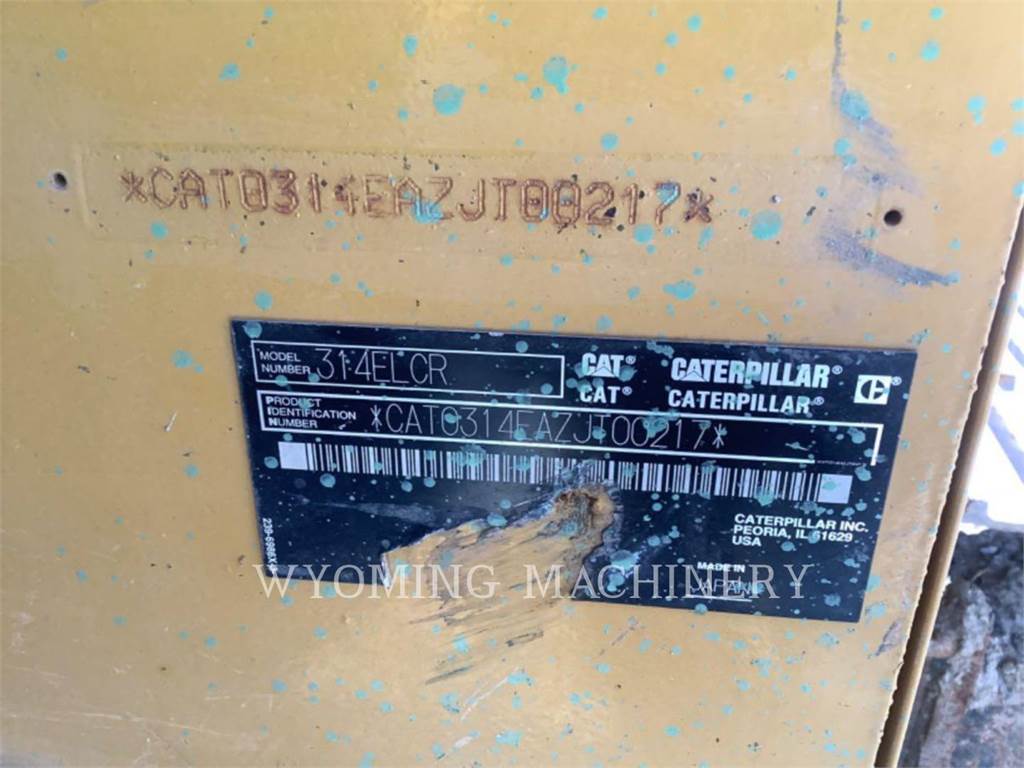 *CAT0314EAZJT00217*
MODEL NUMBER 314ELCR
CAT® CATERPILLAR®
CAT® CATERPILLAR®
PRODUCT IDENTIFICATION NUMBER *CAT0314EAZJT00217*
CATERPILLAR INC.
PEORIA, IL 61629
USA
MADE IN
JAPAN
WYOMING MACHINERY